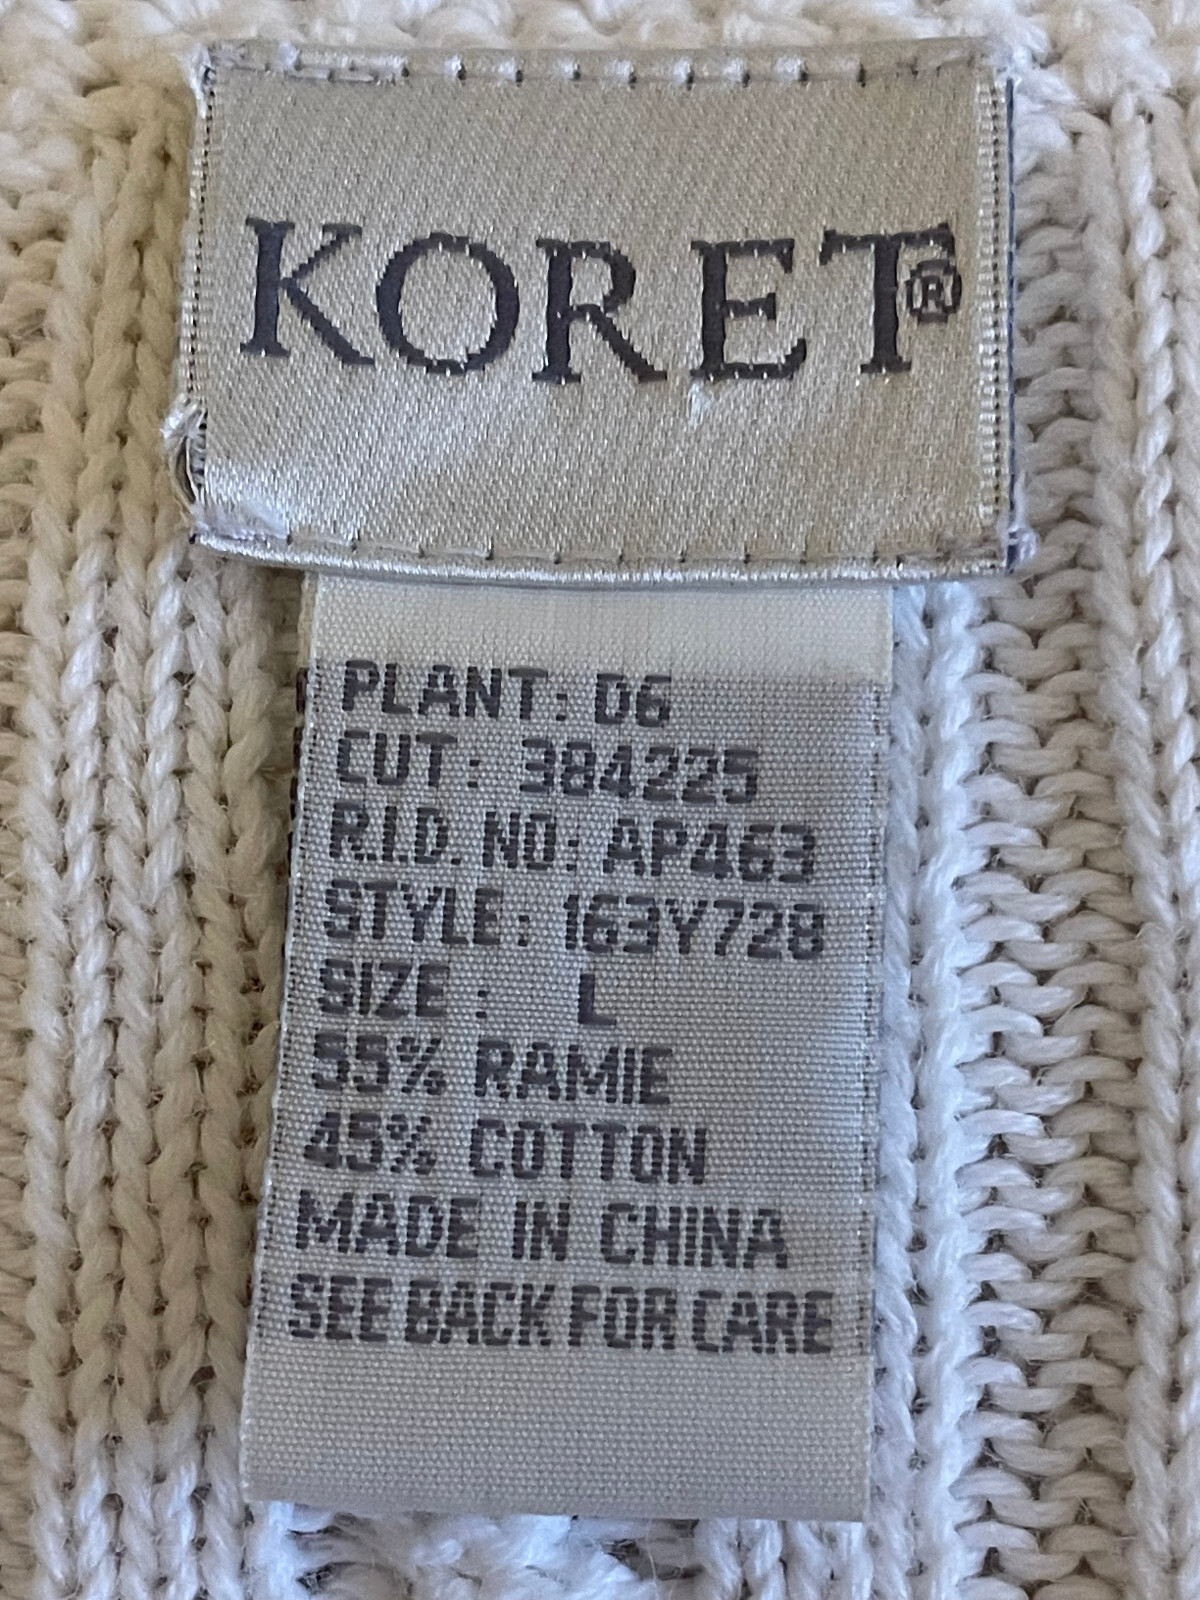 KORET®
PLANT: D6
CUT: 384225
R.I.D. NO: AP463
STYLE: 163Y728
SIZE: L
55% RAMIE
45% COTTON
MADE IN CHINA
SEE BACK FOR CARE